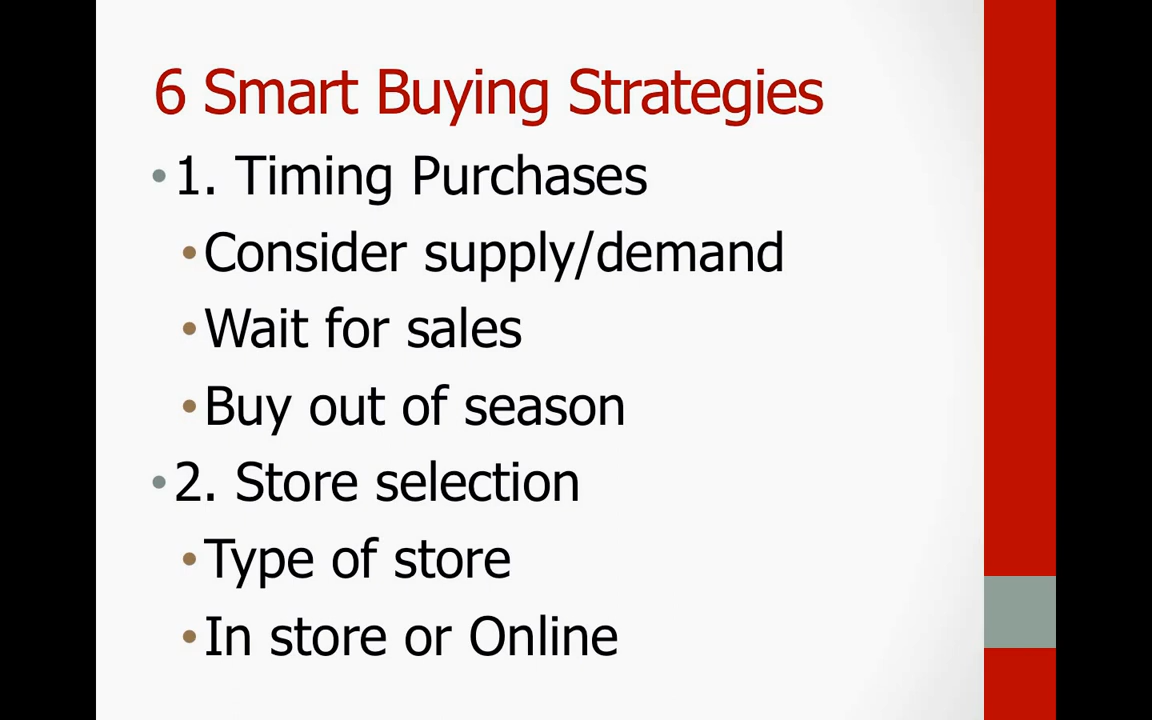 6 Smart Buying Strategies
• 1. Timing Purchases
• Consider supply/demand
• Wait for sales
• Buy out of season
• 2. Store selection
• Type of store
• In store or Online